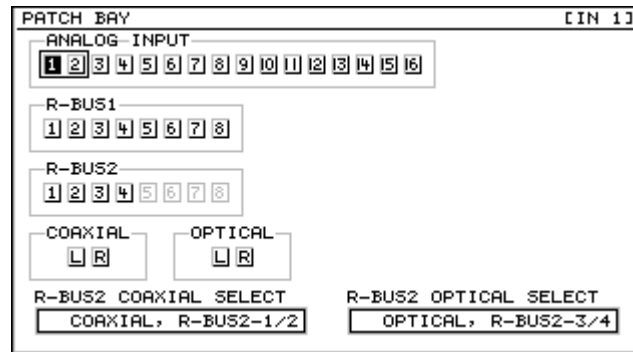 PATCH BAY [IN 1]
ANALOG INPUT
1 2 3 4 5 6 7 8 9 10 11 12 13 14 15 16
R-BUS1
1 2 3 4 5 6 7 8
R-BUS2
1 2 3 4 5 6 7 8
COAXIAL OPTICAL
L R L R
R-BUS2 COAXIAL SELECT R-BUS2 OPTICAL SELECT
COAXIAL, R-BUS2-1/2 OPTICAL, R-BUS2-3/4